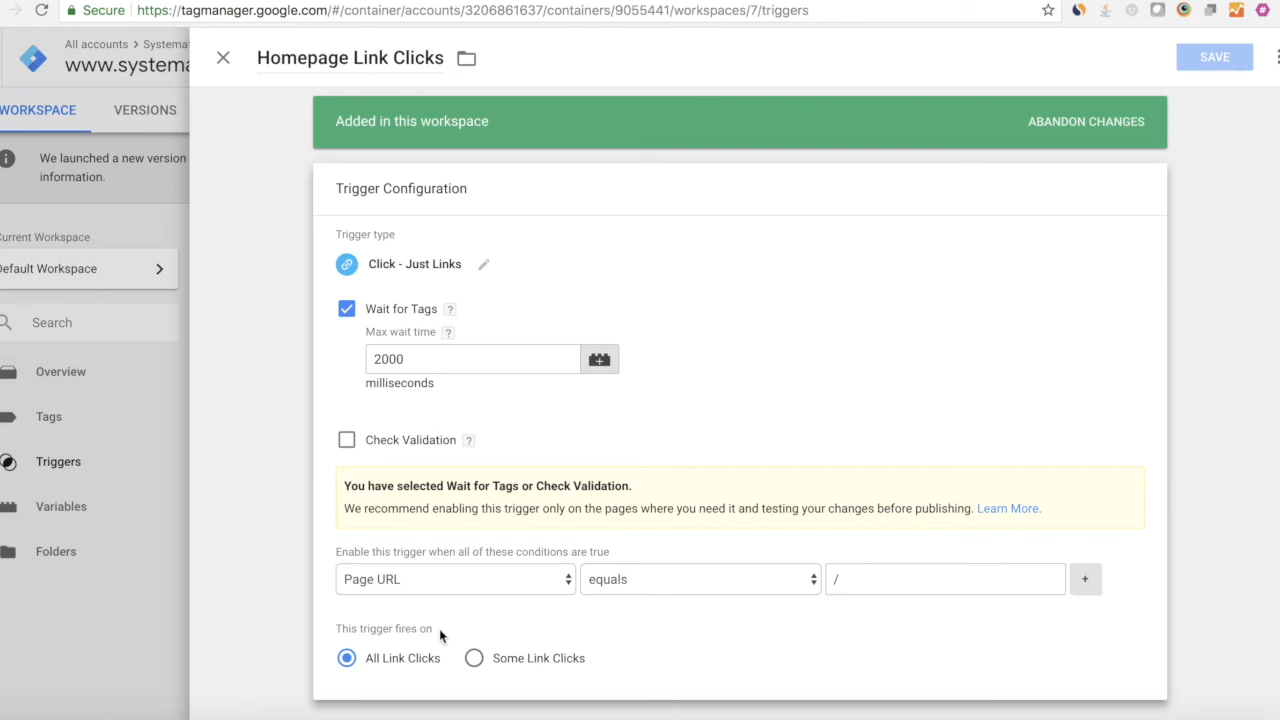 Secure https://tagmanager.google.com/#/container/accounts/3206861637/containers/9055441/workspaces/7/triggers
All accounts > Systemat
www.systema
WORKSPACE VERSIONS
We launched a new version
information.
Current Workspace
Default Workspace
Search
Overview
Tags
Triggers
Variables
Folders
Homepage Link Clicks
SAVE
Added in this workspace
ABANDON CHANGES
Trigger Configuration
Trigger type
Click - Just Links
Wait for Tags ?
Max wait time ?
2000
milliseconds
Check Validation ?
You have selected Wait for Tags or Check Validation.
We recommend enabling this trigger only on the pages where you need it and testing your changes before publishing. Learn More.
Enable this trigger when all of these conditions are true
Page URL equals / +
This trigger fires on
All Link Clicks Some Link Clicks